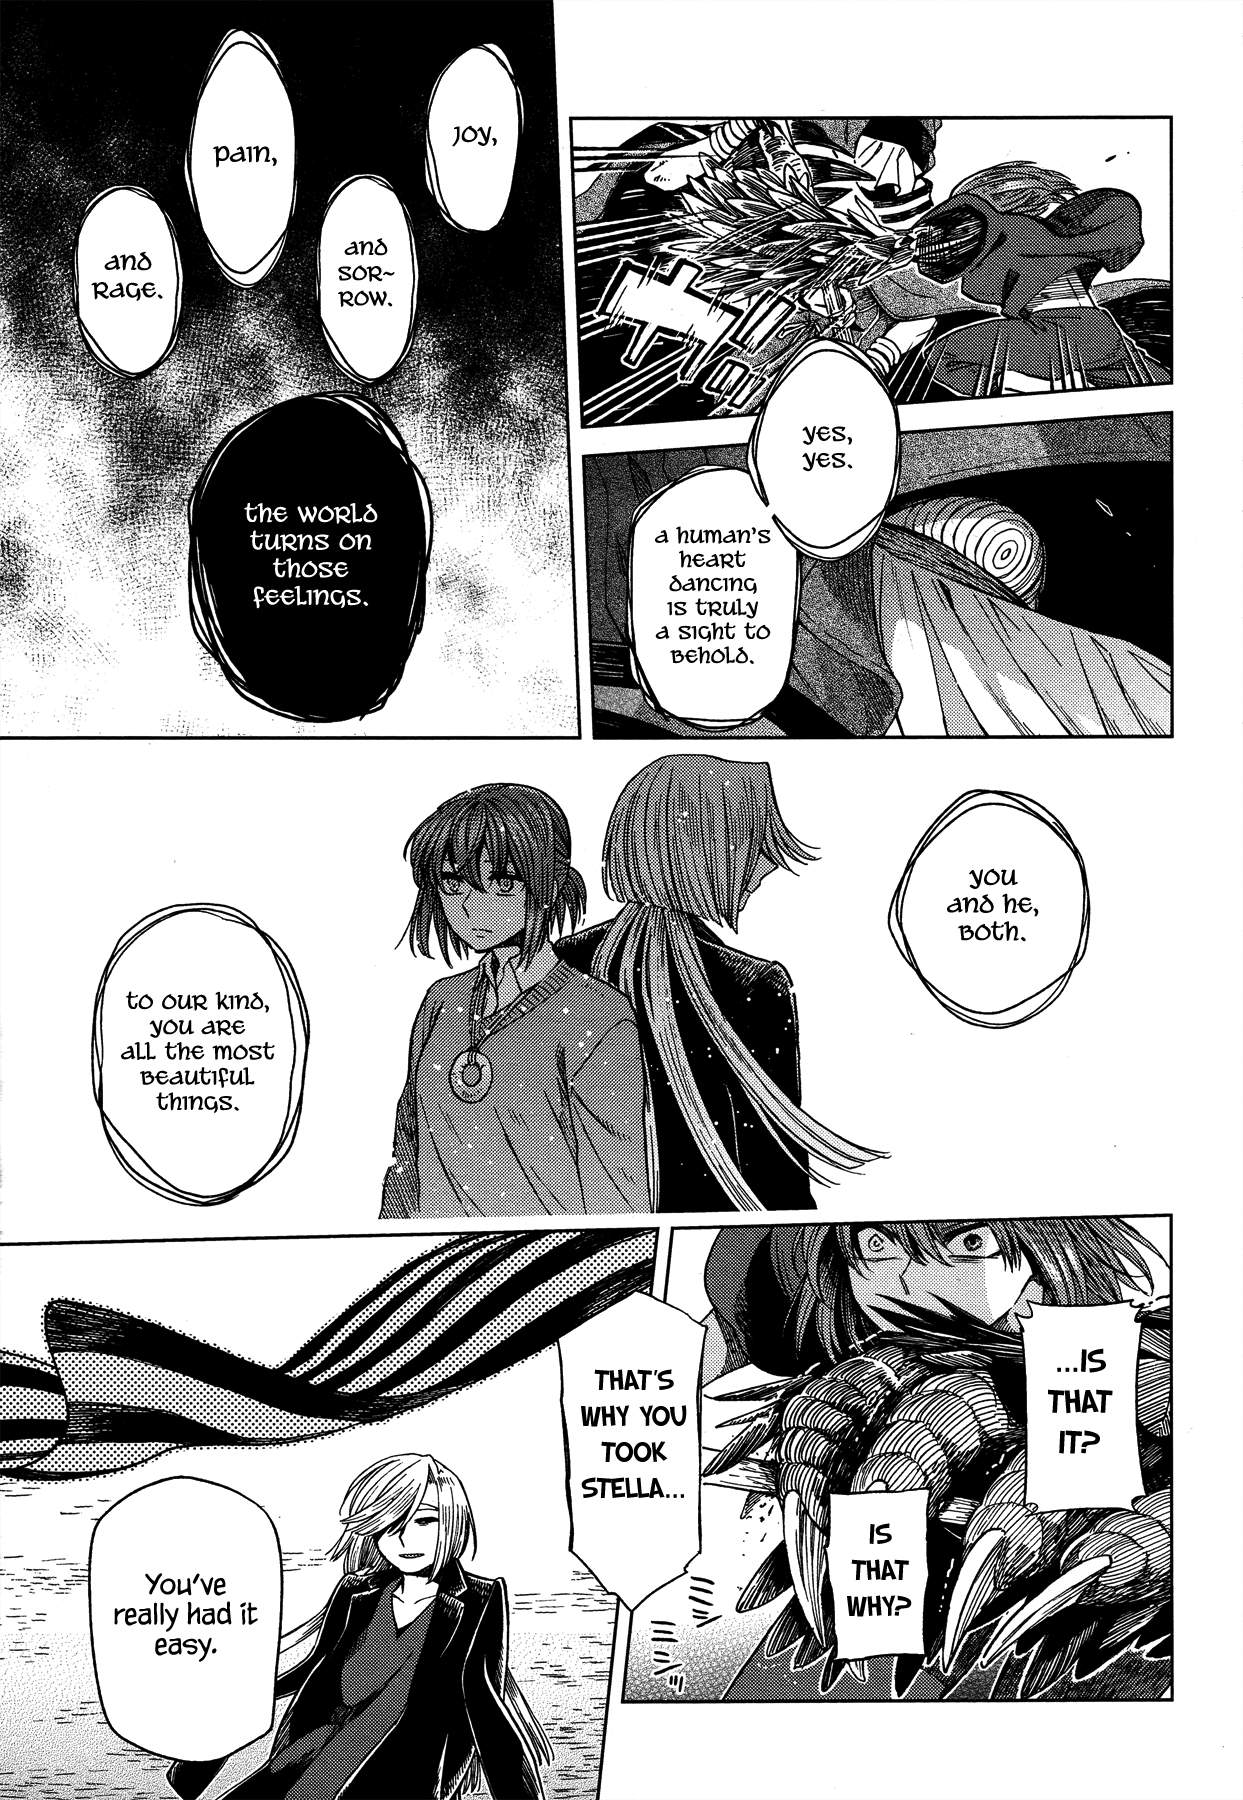 YES,
YES.
A HUMAN'S
HEART
DANCING
IS TRULY
A SIGHT TO
BEHOLD.
JOY,
AND
SOR~
ROW.
PAIN,
AND
RAGE.
THE WORLD
TURNS ON
THOSE
FEELINGS.
YOU
AND HE,
BOTH.
TO OUR KIND,
YOU ARE
ALL THE MOST
BEAUTIFUL
THINGS.
...IS
THAT
IT?
IS
THAT
WHY?
THAT'S
WHY YOU
TOOK
STELLA...
You've
really had it
easy.